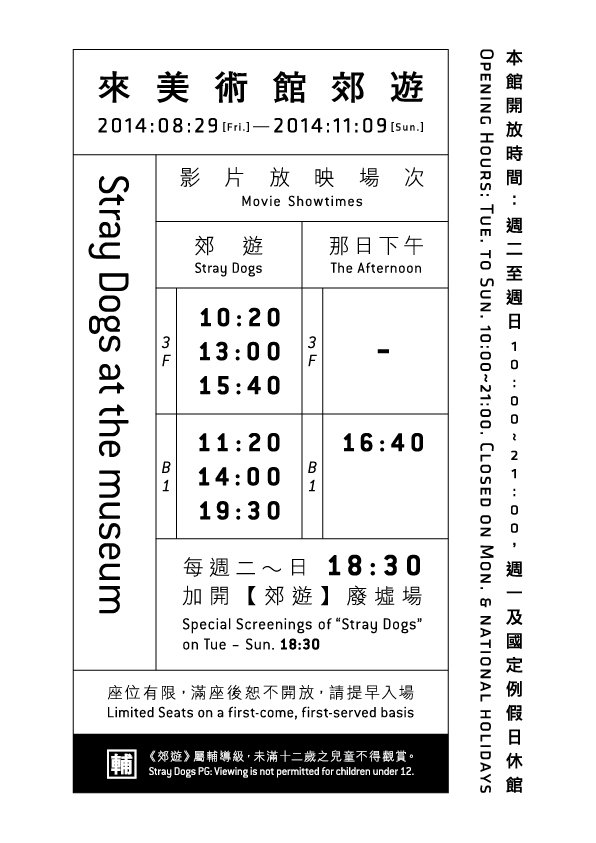 來美術館郊遊
2014:08:29[Fri.]—2014:11:09[Sun.]
Stray Dogs at the museum
影片放映場次
Movie Showtimes
郊遊
Stray Dogs
那日下午
The Afternoon
3F
10:20
13:00
15:40
3F
-
B1
11:20
14:00
19:30
B1
16:40
每週二～日 18:30
加開【郊遊】廢墟場
Special Screenings of “Stray Dogs”
on Tue – Sun. 18:30
座位有限，滿座後恕不開放，請提早入場
Limited Seats on a first-come, first-served basis
輔
《郊遊》屬輔導級，未滿十二歲之兒童不得觀賞。
Stray Dogs PG: Viewing is not permitted for children under 12.
本館開放時間：週二至週日10:00~21:00，週一及國定例假日休館
Opening Hours: Tue. to Sun. 10:00~21:00. Closed on Mon. & national holidays